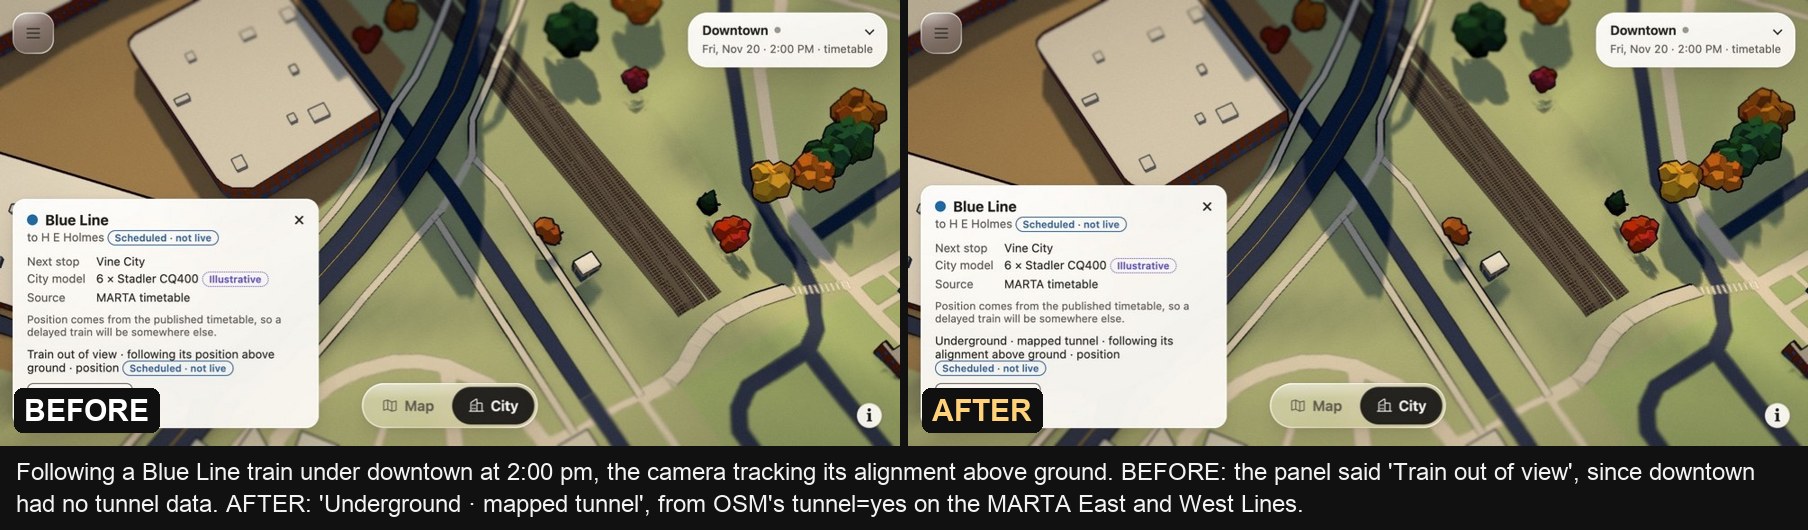 Downtown
Fri, Nov 20 · 2:00 PM · timetable
Blue Line
to H E Holmes Scheduled · not live
Next stop Vine City
City model 6 × Stadler CQ400 Illustrative
Source MARTA timetable
Position comes from the published timetable, so a
delayed train will be somewhere else.
Train out of view · following its position above
ground · position Scheduled · not live
BEFORE
Map
City
i
Downtown
Fri, Nov 20 · 2:00 PM · timetable
Blue Line
to H E Holmes Scheduled · not live
Next stop Vine City
City model 6 × Stadler CQ400 Illustrative
Source MARTA timetable
Position comes from the published timetable, so a
delayed train will be somewhere else.
Underground · mapped tunnel · following its
alignment above ground · position
Scheduled · not live
AFTER
Map
City
i
Following a Blue Line train under downtown at 2:00 pm, the camera tracking its alignment above ground. BEFORE: the panel said 'Train out of view', since downtown
had no tunnel data. AFTER: 'Underground · mapped tunnel', from OSM's tunnel=yes on the MARTA East and West Lines.